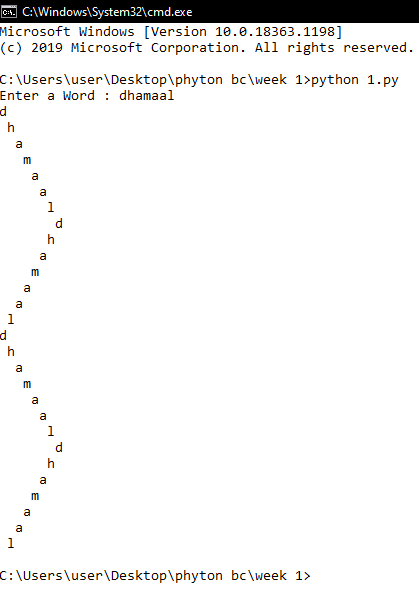 C:\Windows\System32\cmd.exe
Microsoft Windows [Version 10.0.18363.1198]
(c) 2019 Microsoft Corporation. All rights reserved.
C:\Users\user\Desktop\phyton bc\week 1>python 1.py
Enter a Word : dhamaal
d
 h
  a
   m
    a
     a
      l
       d
      h
     a
    m
   a
  a
 l
d
 h
  a
   m
    a
     a
      l
       d
      h
     a
    m
   a
  a
 l
C:\Users\user\Desktop\phyton bc\week 1>